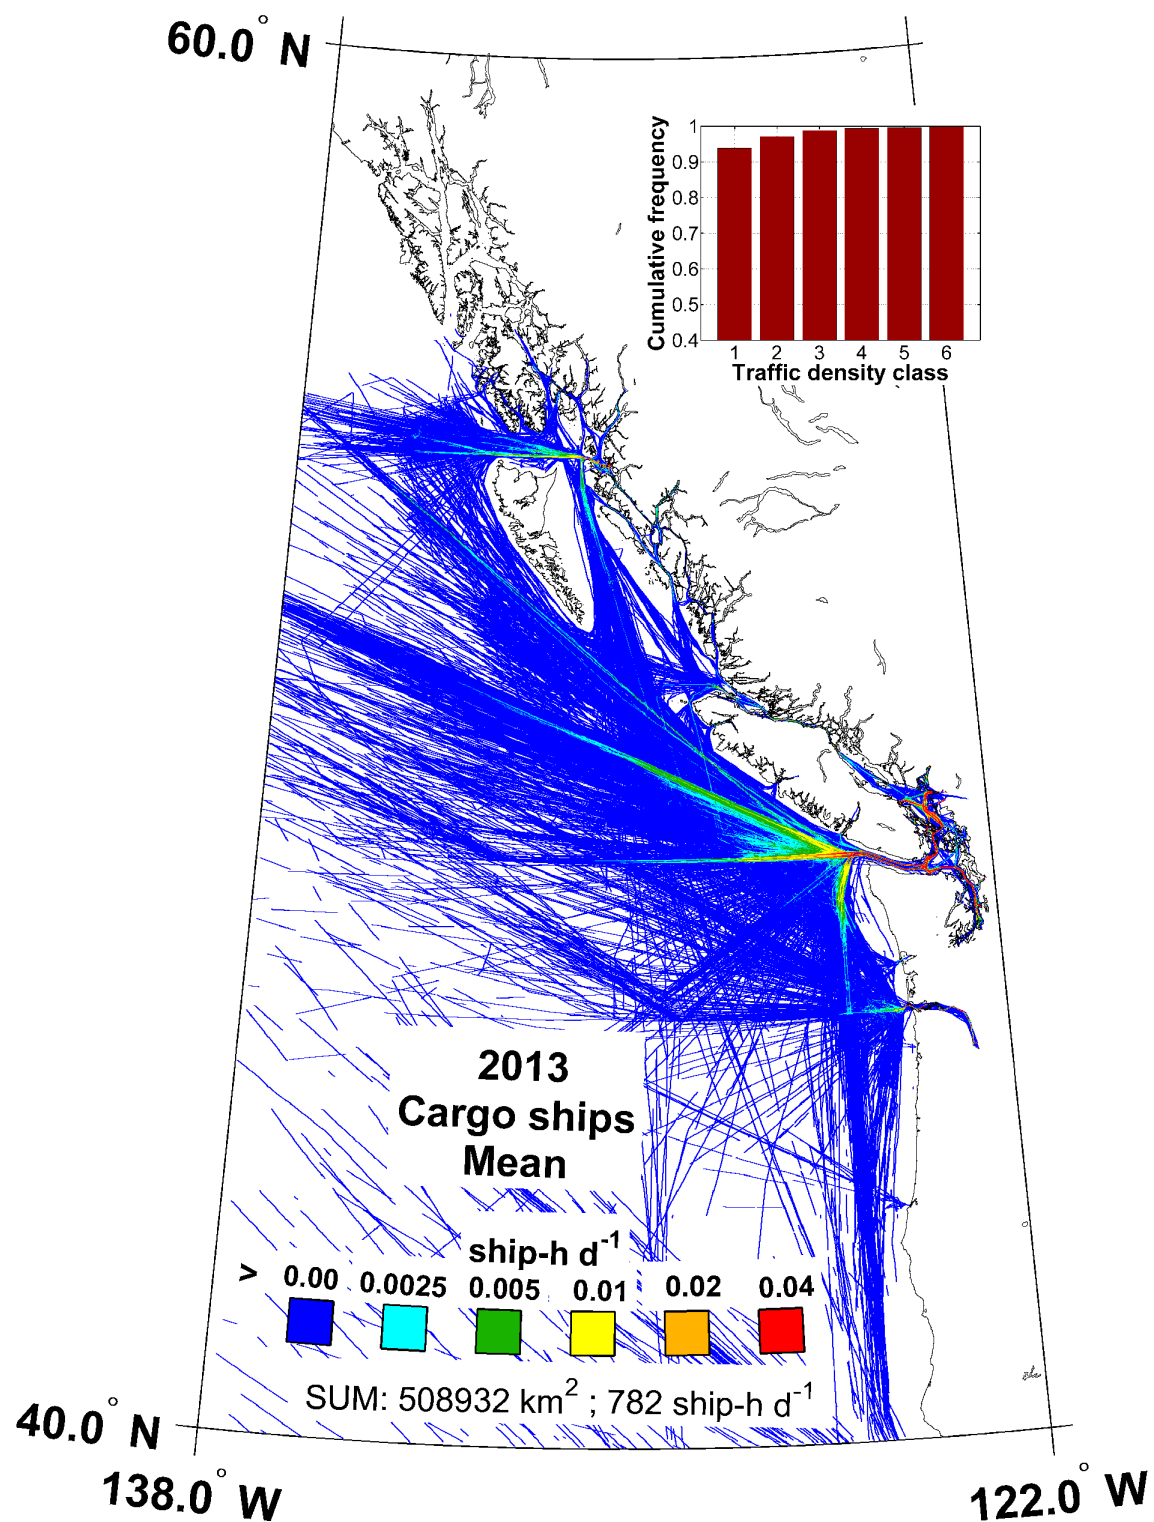 60.0° N
Cumulative frequency
1
0.9
0.8
0.7
0.6
0.5
0.4
1 2 3 4 5 6
Traffic density class
2013
Cargo ships
Mean
ship-h d⁻¹
> 0.00 0.0025 0.005 0.01 0.02 0.04
SUM: 508932 km² ; 782 ship-h d⁻¹
40.0° N
138.0° W
122.0° W